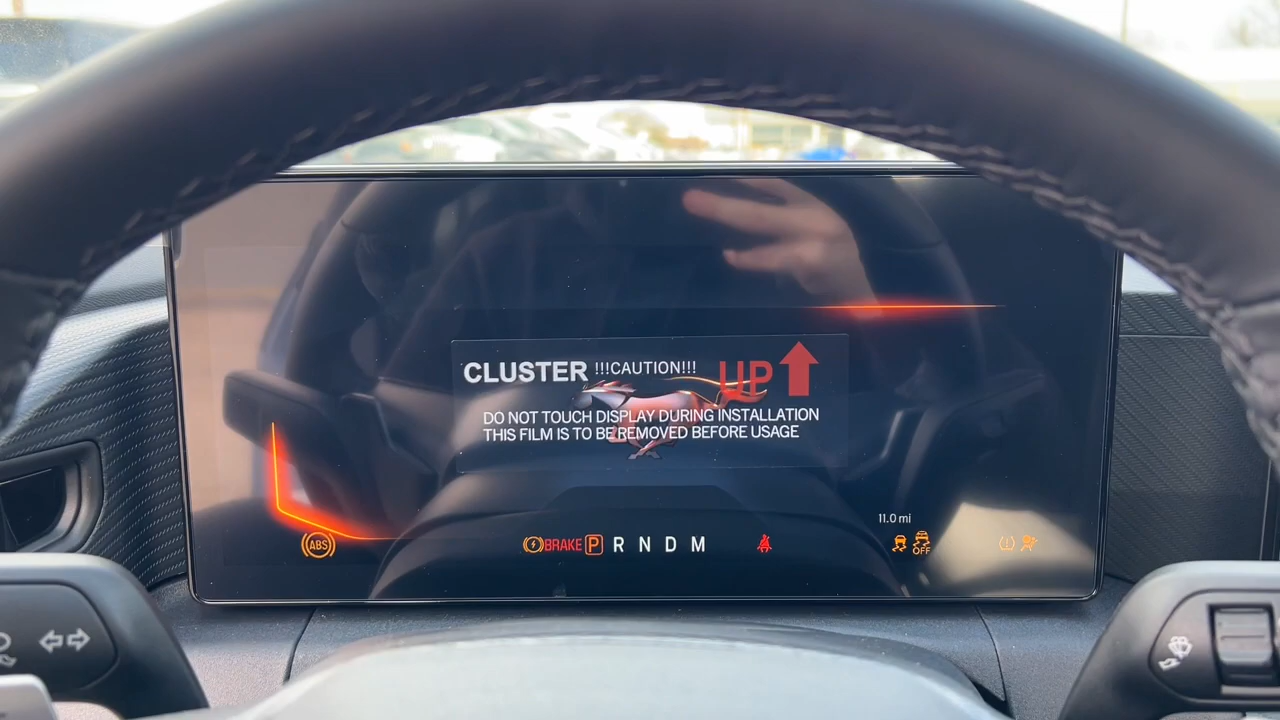 CLUSTER !!!CAUTION!!! UP
DO NOT TOUCH DISPLAY DURING INSTALLATION
THIS FILM IS TO BE REMOVED BEFORE USAGE
11.0 mi
ABS BRAKE P R N D M OFF